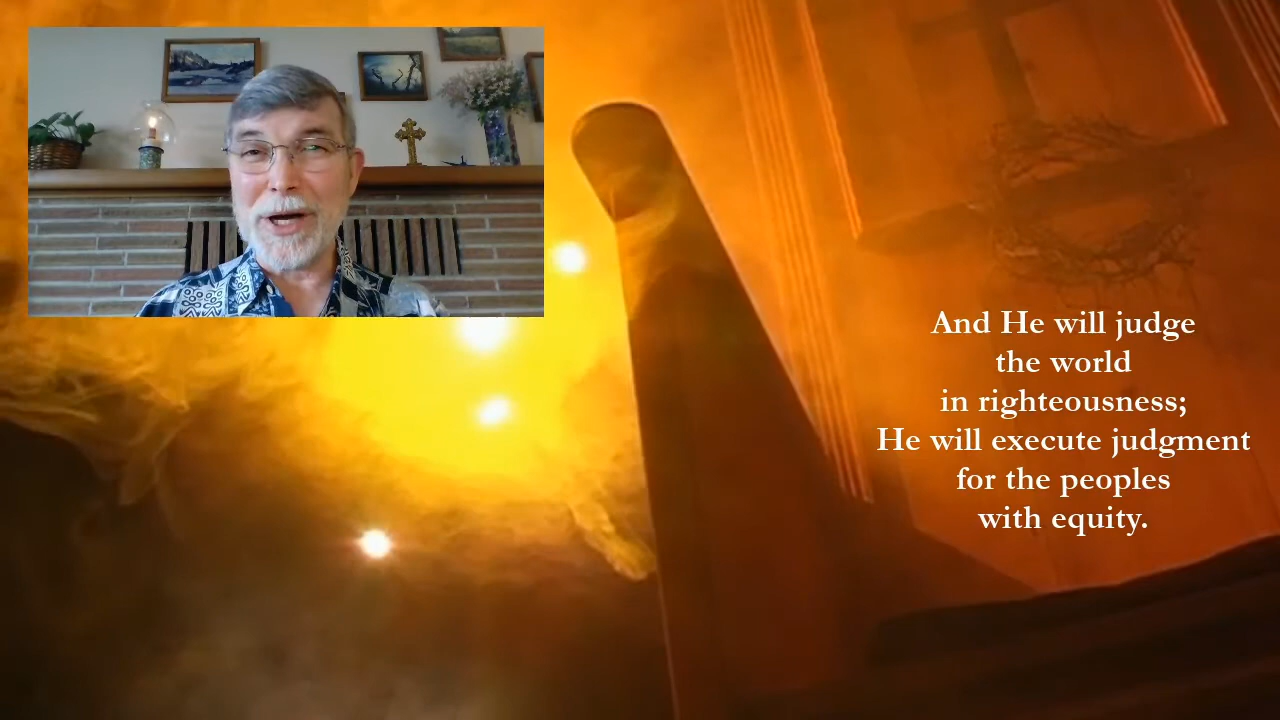 And He will judge
the world
in righteousness;
He will execute judgment
for the peoples
with equity.